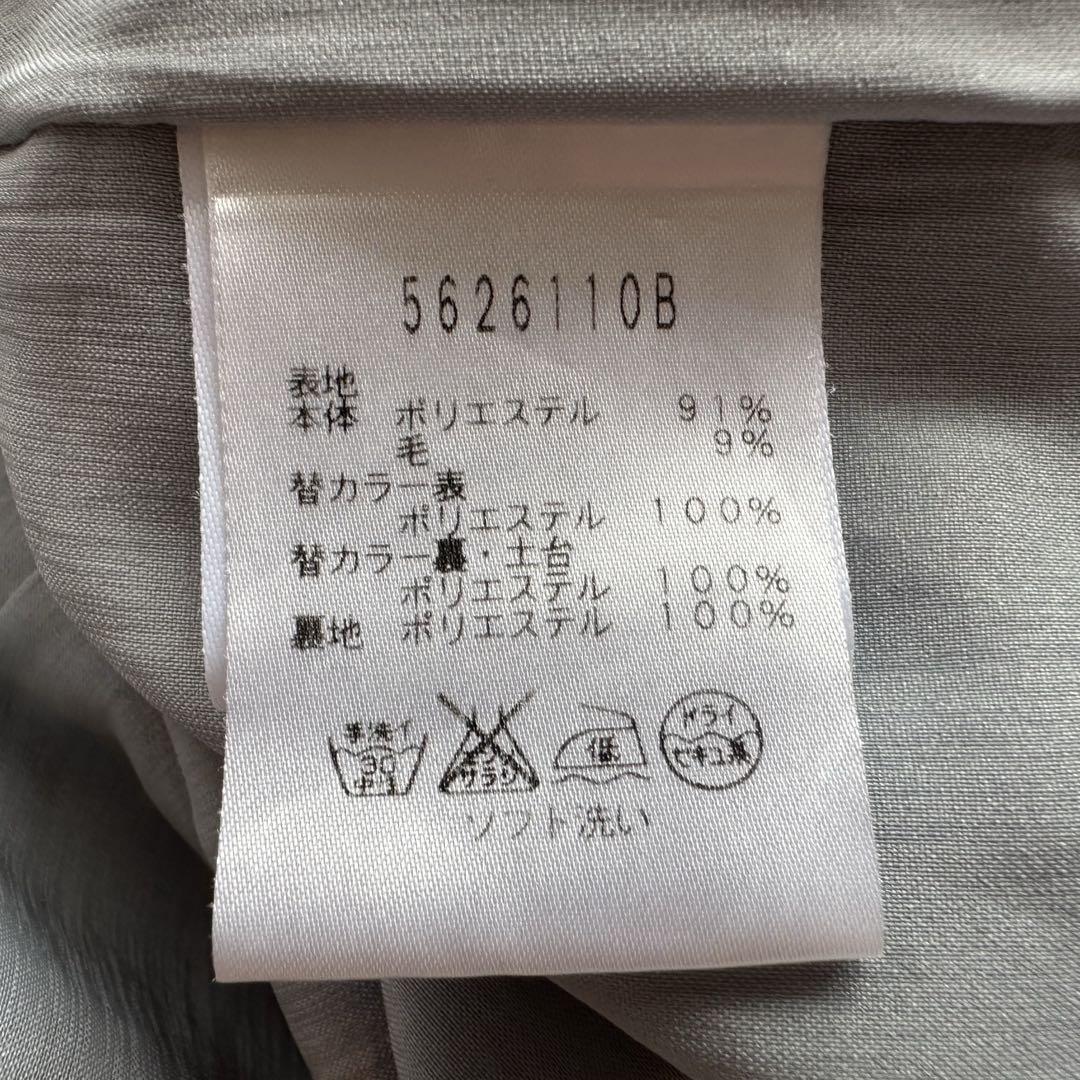 5626110B
表地
本体 ポリエステル 91%
毛 9%
替カラー表
ポリエステル 100%
替カラー裏・土台
ポリエステル 100%
裏地 ポリエステル 100%
手洗イ
30
中性
エンソ
サラシ
低
ドライ
セキユ系
ソフト洗い